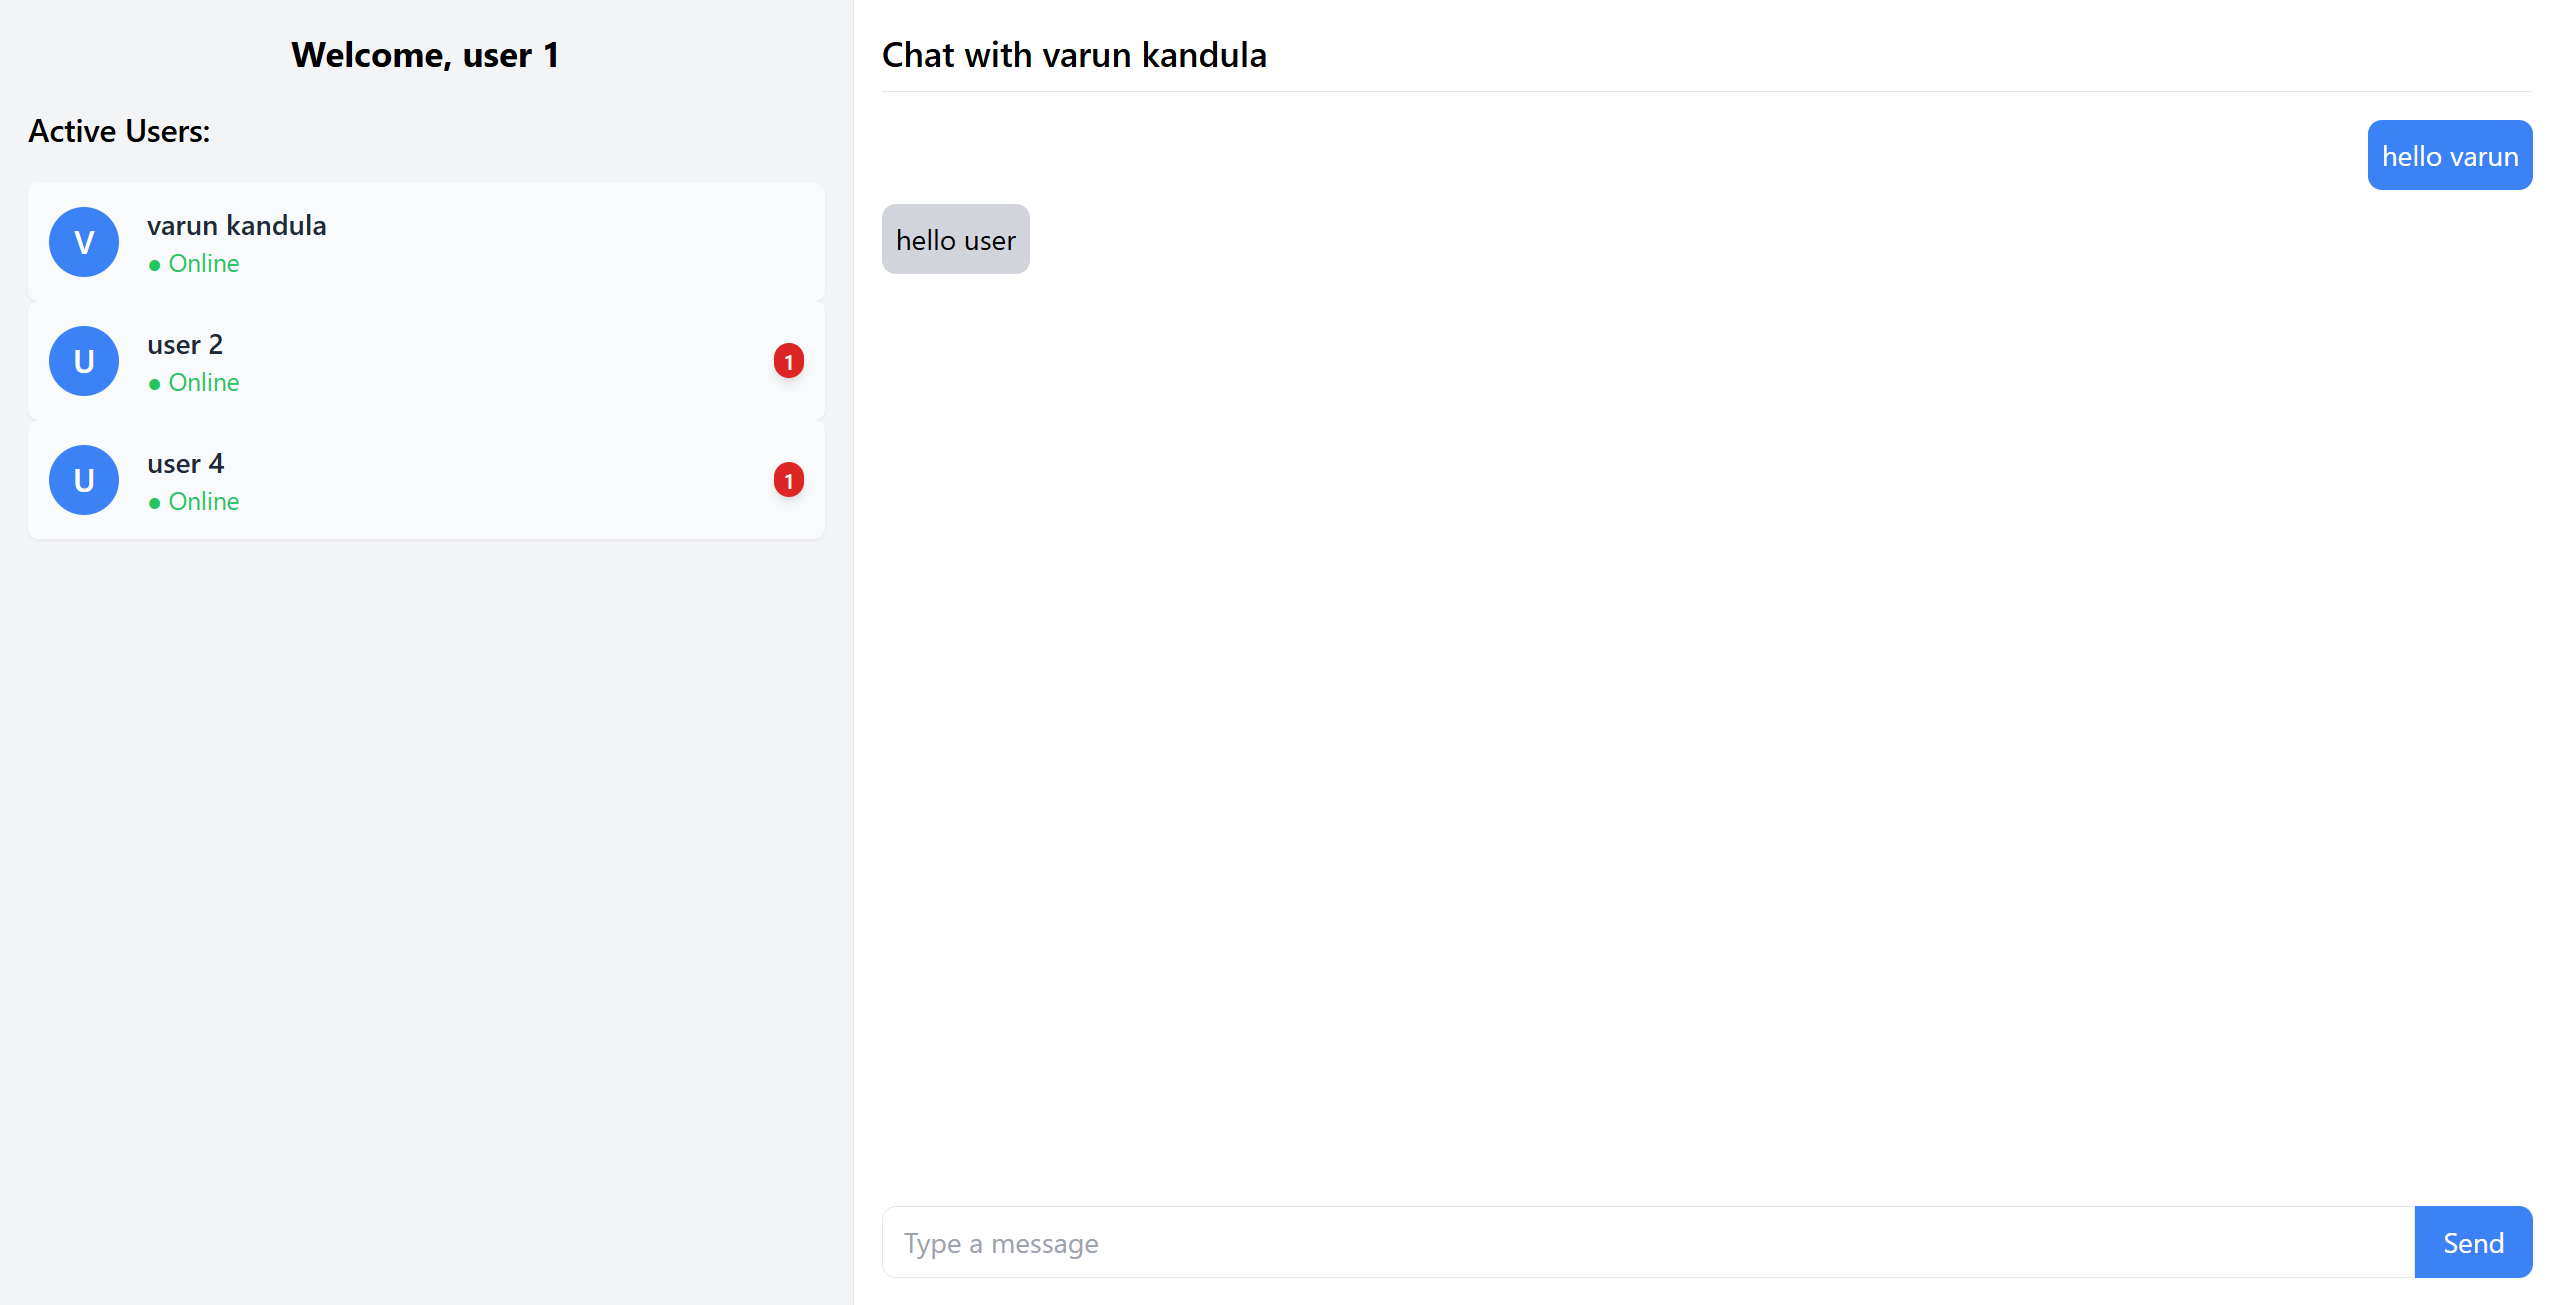 Welcome, user 1
Active Users:
V
varun kandula
● Online
U
user 2
● Online
1
U
user 4
● Online
1
Chat with varun kandula
hello varun
hello user
Type a message
Send